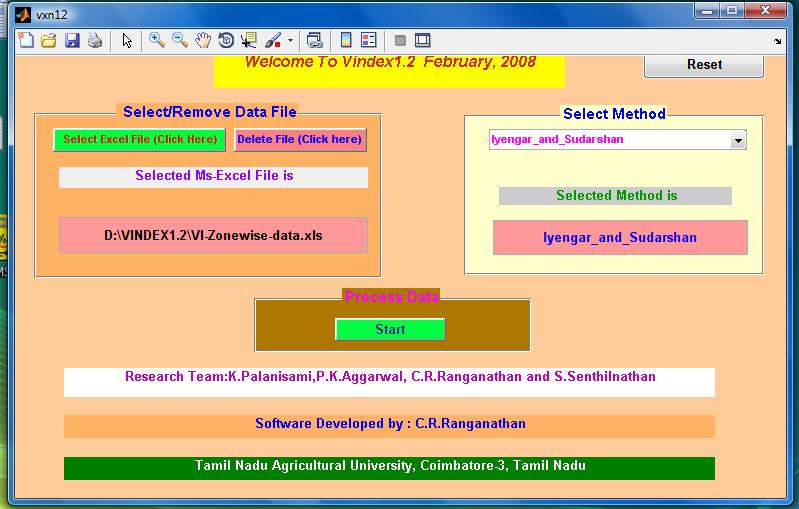 vxn12
Welcome To Vindex1.2 February, 2008
Reset
Select/Remove Data File
Select Excel File (Click Here)
Delete File (Click here)
Selected Ms-Excel File is
D:\VINDEX1.2\VI-Zonewise-data.xls
Select Method
Iyengar_and_Sudarshan
Selected Method is
Iyengar_and_Sudarshan
Process Data
Start
Research Team:K.Palanisami,P.K.Aggarwal, C.R.Ranganathan and S.Senthilnathan
Software Developed by : C.R.Ranganathan
Tamil Nadu Agricultural University, Coimbatore-3, Tamil Nadu